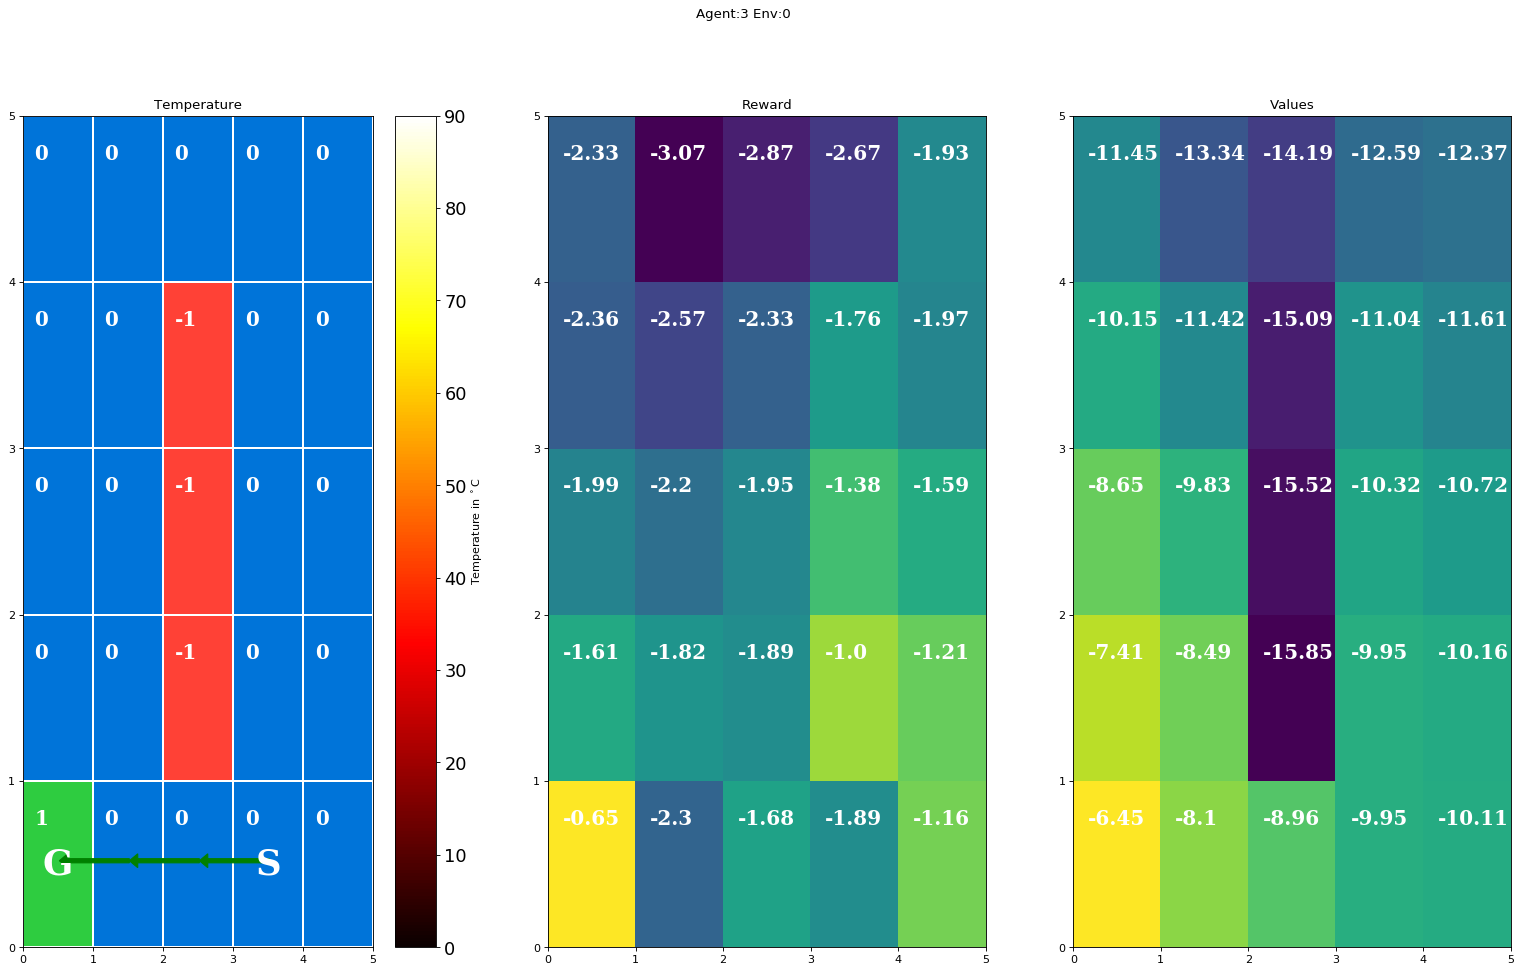 Agent:3 Env:0
Temperature
5
4
3
2
1
0
0 0 0 0 0
0 0 -1 0 0
0 0 -1 0 0
0 0 -1 0 0
1 0 0 0 0
G S
0 1 2 3 4 5
90
80
70
60
50
40
30
20
10
0
Temperature in °C
Reward
5
4
3
2
1
0
-2.33 -3.07 -2.87 -2.67 -1.93
-2.36 -2.57 -2.33 -1.76 -1.97
-1.99 -2.2 -1.95 -1.38 -1.59
-1.61 -1.82 -1.89 -1.0 -1.21
-0.65 -2.3 -1.68 -1.89 -1.16
0 1 2 3 4 5
Values
5
4
3
2
1
0
-11.45 -13.34 -14.19 -12.59 -12.37
-10.15 -11.42 -15.09 -11.04 -11.61
-8.65 -9.83 -15.52 -10.32 -10.72
-7.41 -8.49 -15.85 -9.95 -10.16
-6.45 -8.1 -8.96 -9.95 -10.11
0 1 2 3 4 5